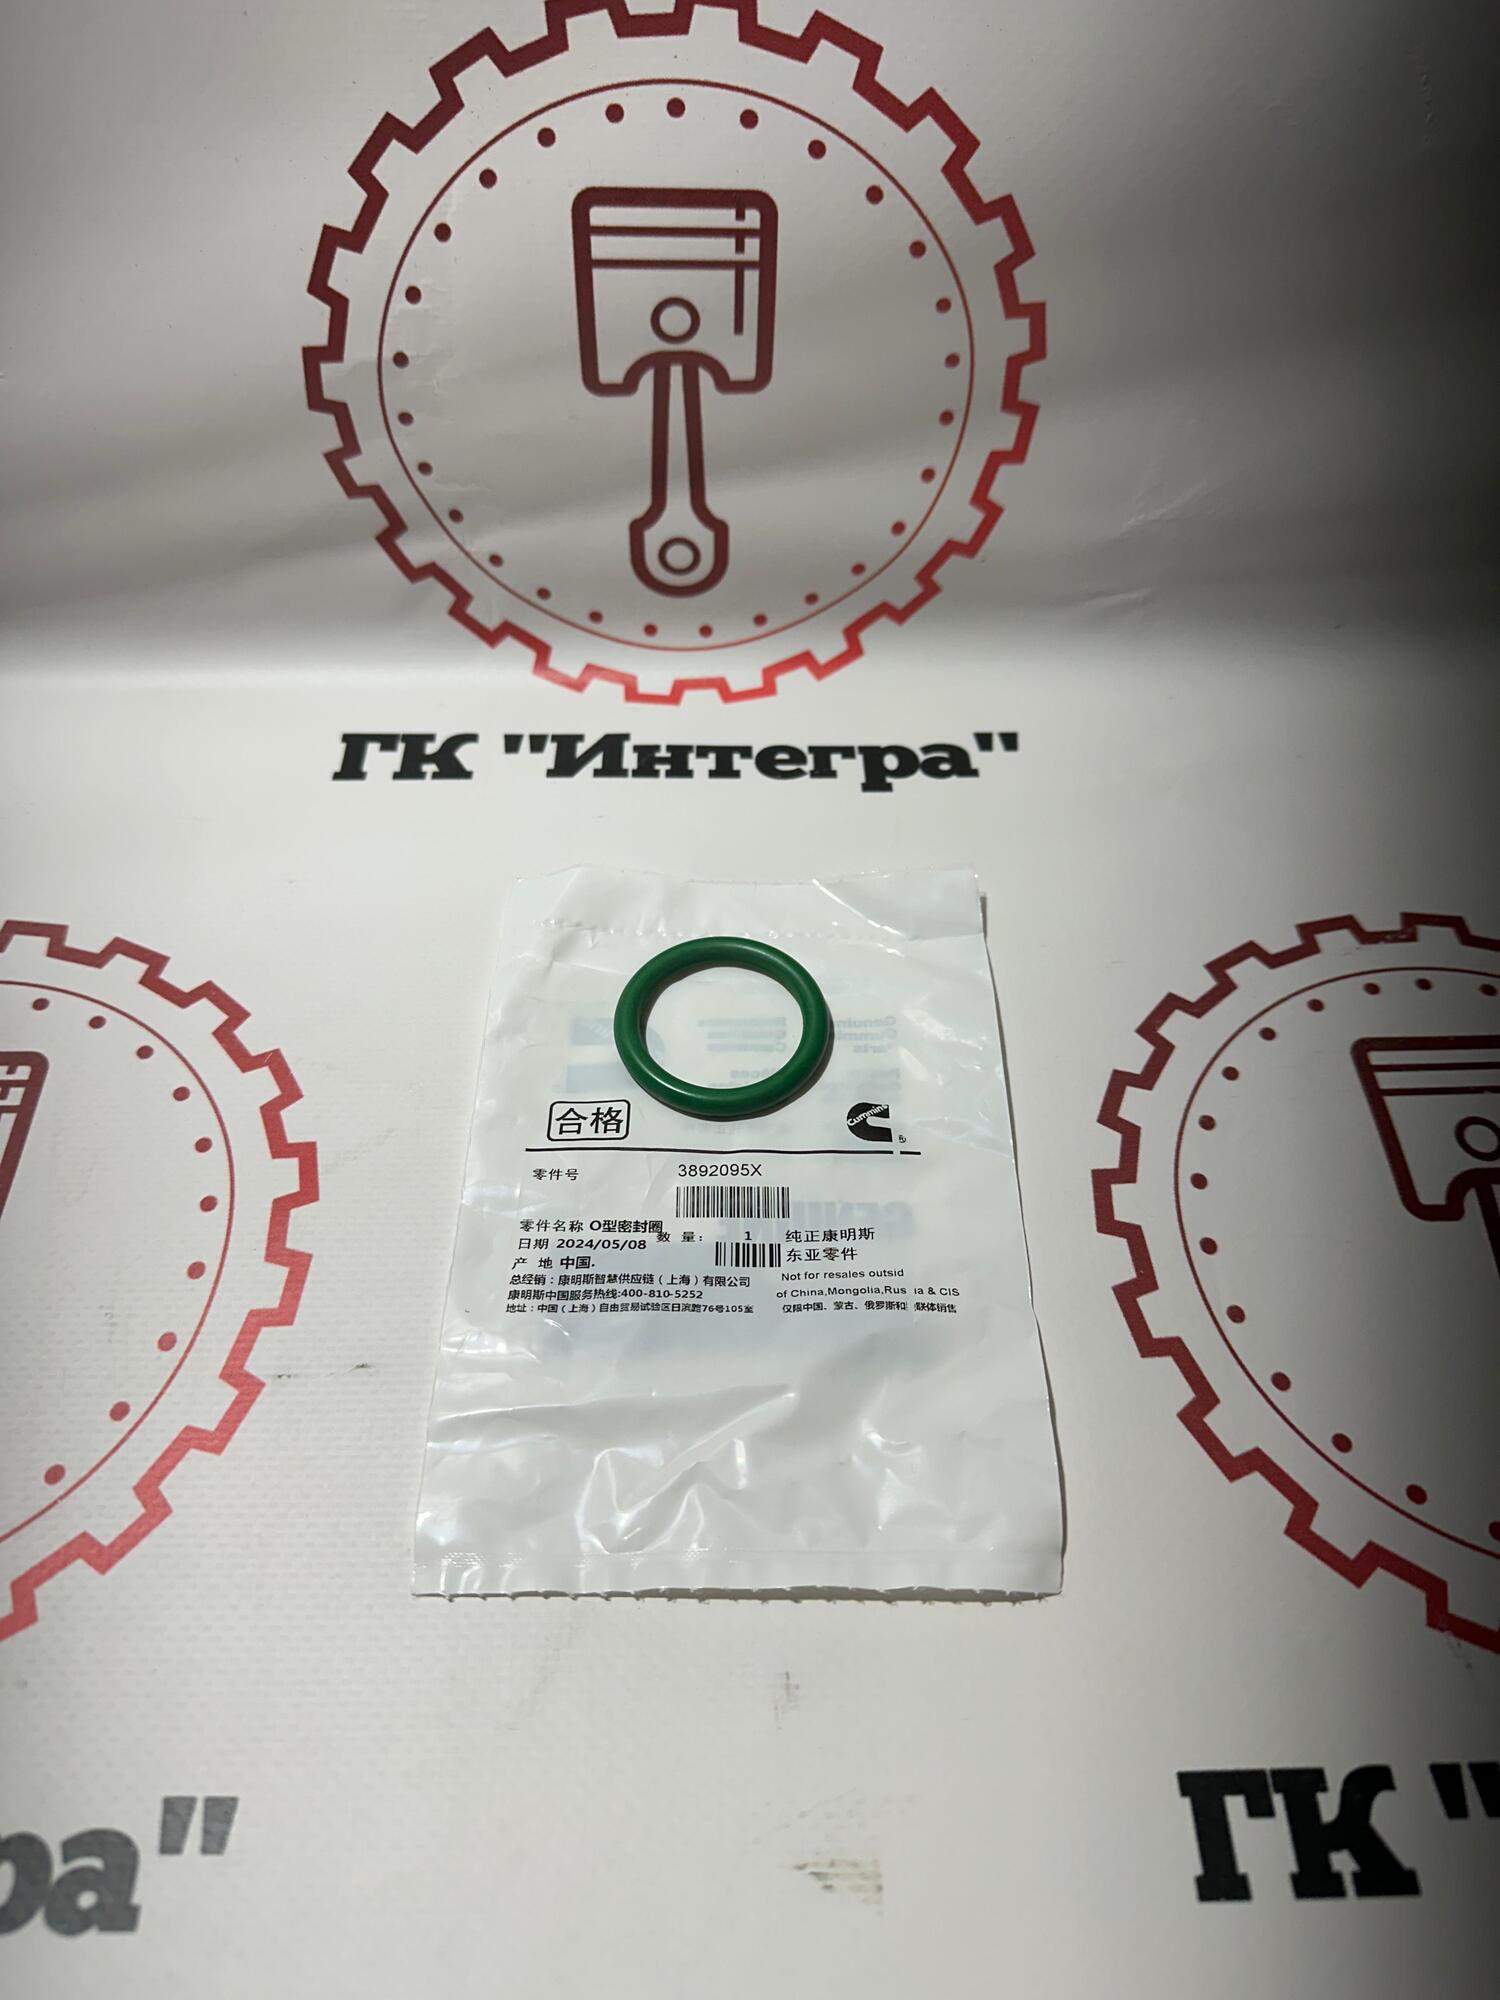 ГК "Интегра"
合格
Cummins
零件号 3892095X
零件名称 O型密封圈
数 量: 1
日期 2024/05/08
产 地 中国.
纯正康明斯
东亚零件
总经销：康明斯智慧供应链（上海）有限公司
康明斯中国服务热线:400-810-5252
地址：中国（上海）自由贸易试验区日滨路76号105室
Not for resales outsid
of China,Mongolia,Rus ia & CIS
仅限中国、蒙古、俄罗斯和 联体销售
ра"
ГК "